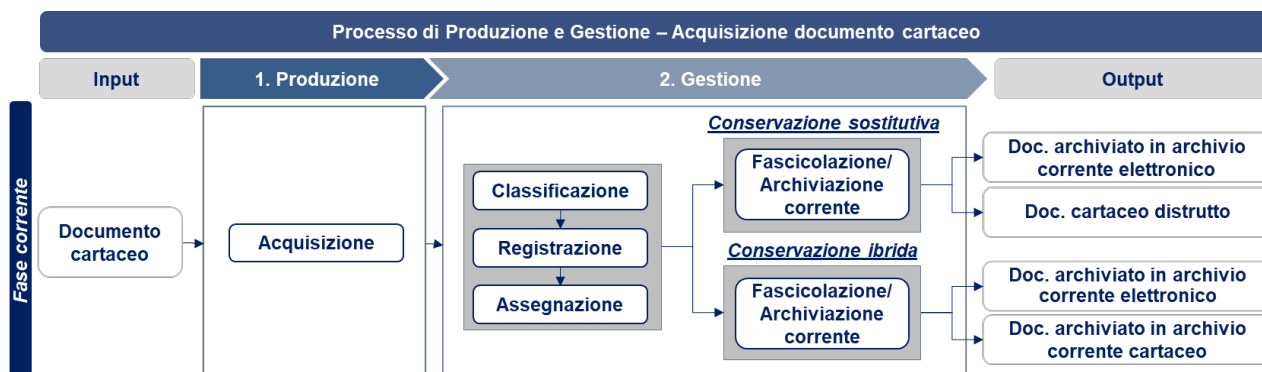 Processo di Produzione e Gestione – Acquisizione documento cartaceo
Input
1. Produzione
2. Gestione
Output
Fase corrente
Documento
cartaceo
Acquisizione
Classificazione
Registrazione
Assegnazione
Conservazione sostitutiva
Fascicolazione/
Archiviazione
corrente
Conservazione ibrida
Fascicolazione/
Archiviazione
corrente
Doc. archiviato in archivio
corrente elettronico
Doc. cartaceo distrutto
Doc. archiviato in archivio
corrente elettronico
Doc. archiviato in archivio
corrente cartaceo